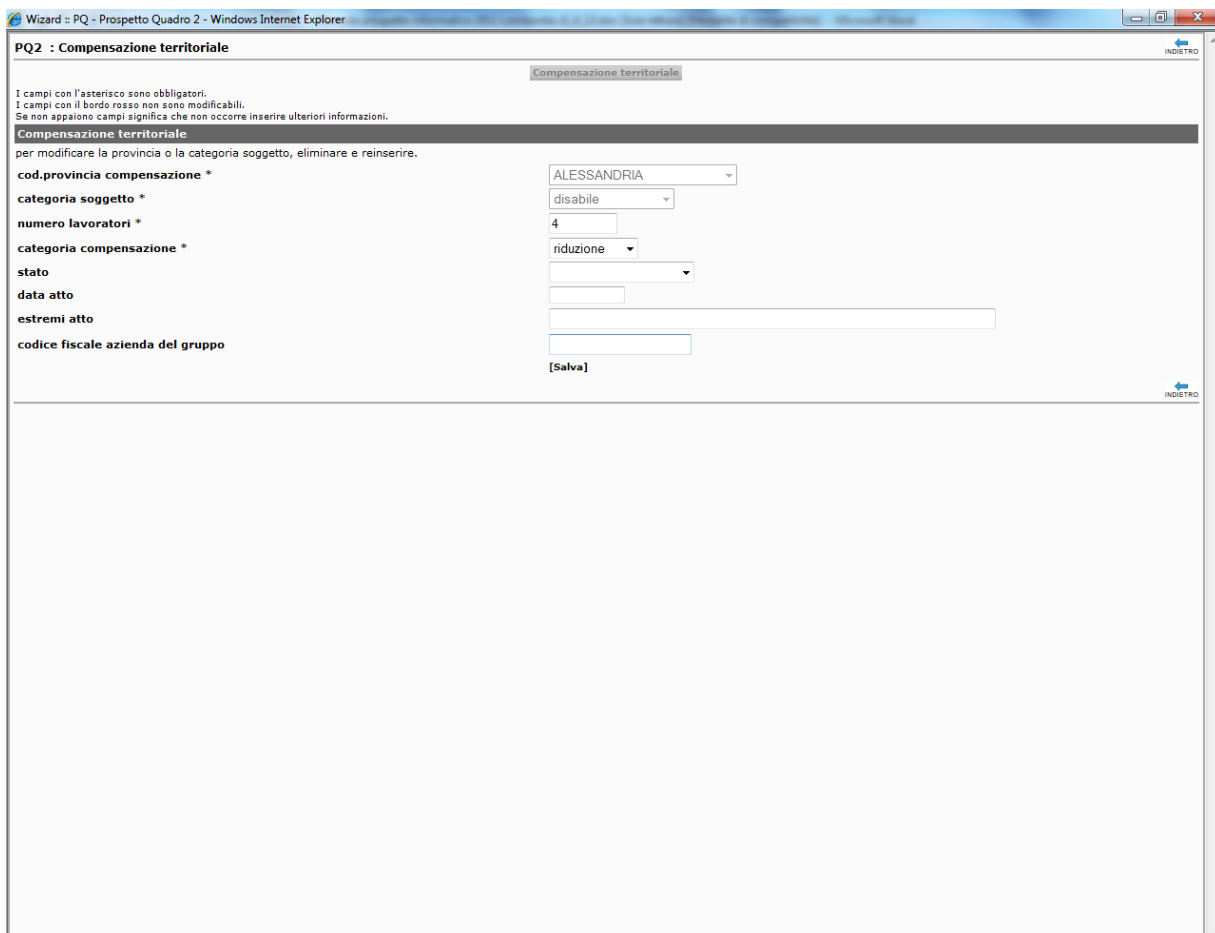 Wizard :: PQ - Prospetto Quadro 2 - Windows Internet Explorer
PQ2 : Compensazione territoriale
INDIETRO
Compensazione territoriale
I campi con l'asterisco sono obbligatori.
I campi con il bordo rosso non sono modificabili.
Se non appaiono campi significa che non occorre inserire ulteriori informazioni.
Compensazione territoriale
per modificare la provincia o la categoria soggetto, eliminare e reinserire.
cod.provincia compensazione * ALESSANDRIA
categoria soggetto * disabile
numero lavoratori * 4
categoria compensazione * riduzione
stato
data atto
estremi atto
codice fiscale azienda del gruppo
[Salva]
INDIETRO